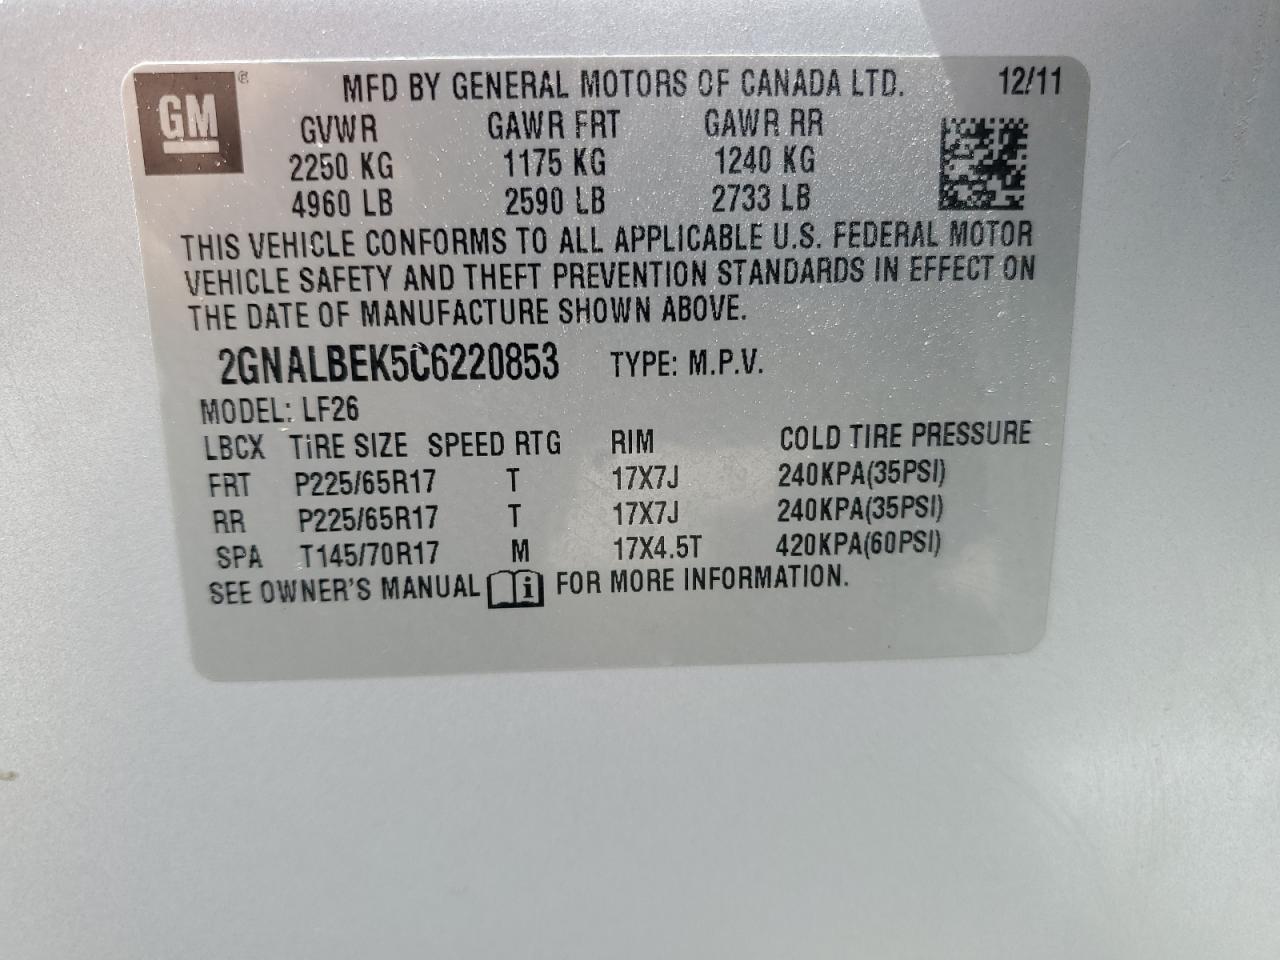 GM ®
MFD BY GENERAL MOTORS OF CANADA LTD. 12/11
GVWR GAWR FRT GAWR RR
2250 KG 1175 KG 1240 KG
4960 LB 2590 LB 2733 LB
THIS VEHICLE CONFORMS TO ALL APPLICABLE U.S. FEDERAL MOTOR
VEHICLE SAFETY AND THEFT PREVENTION STANDARDS IN EFFECT ON
THE DATE OF MANUFACTURE SHOWN ABOVE.
2GNALBEK5C6220853 TYPE: M.P.V.
MODEL: LF26
LBCX TIRE SIZE SPEED RTG RIM COLD TIRE PRESSURE
FRT P225/65R17 T 17X7J 240KPA(35PSI)
RR P225/65R17 T 17X7J 240KPA(35PSI)
SPA T145/70R17 M 17X4.5T 420KPA(60PSI)
SEE OWNER'S MANUAL i FOR MORE INFORMATION.